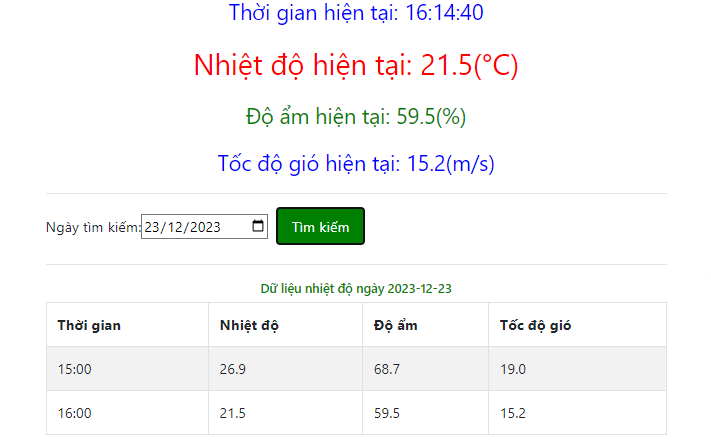 Thời gian hiện tại: 16:14:40
Nhiệt độ hiện tại: 21.5(°C)
Độ ẩm hiện tại: 59.5(%)
Tốc độ gió hiện tại: 15.2(m/s)
Ngày tìm kiếm: 23/12/2023 Tìm kiếm
Dữ liệu nhiệt độ ngày 2023-12-23
Thời gian Nhiệt độ Độ ẩm Tốc độ gió
15:00 26.9 68.7 19.0
16:00 21.5 59.5 15.2